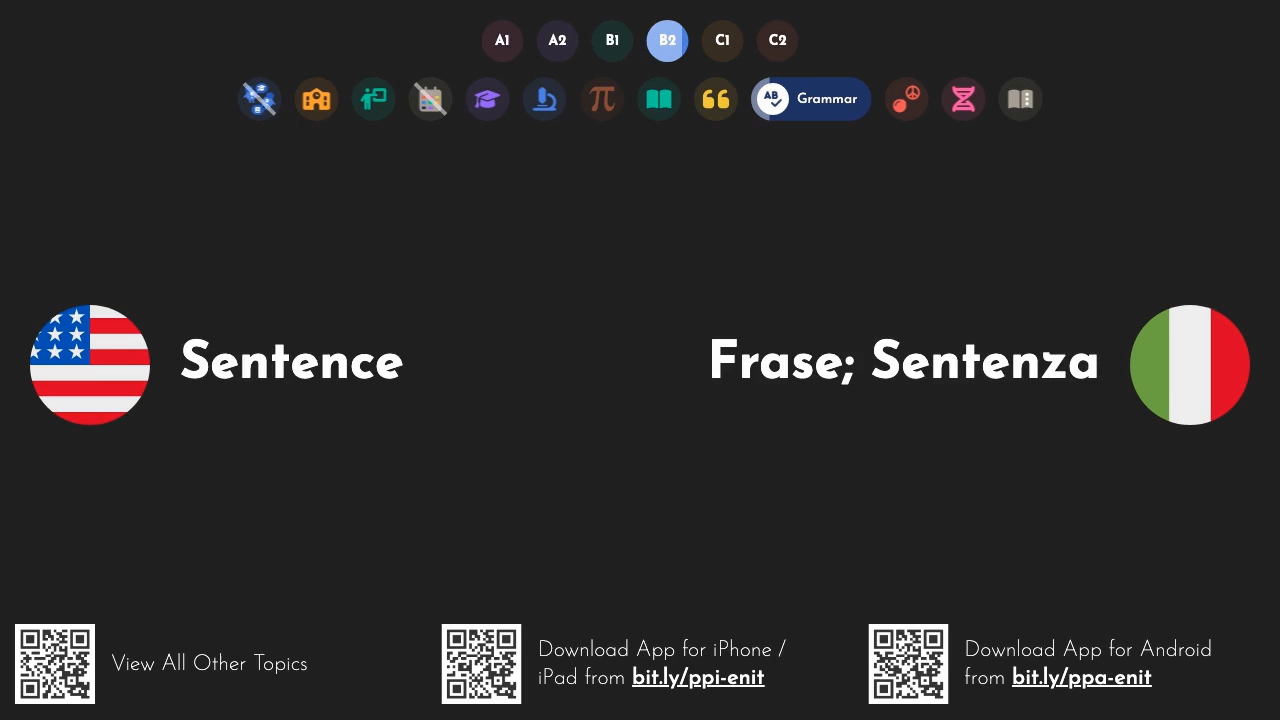 A1 A2 B1 B2 C1 C2
AB Grammar
Sentence
Frase; Sentenza
View All Other Topics
Download App for iPhone /
iPad from bit.ly/ppi-enit
Download App for Android
from bit.ly/ppa-enit